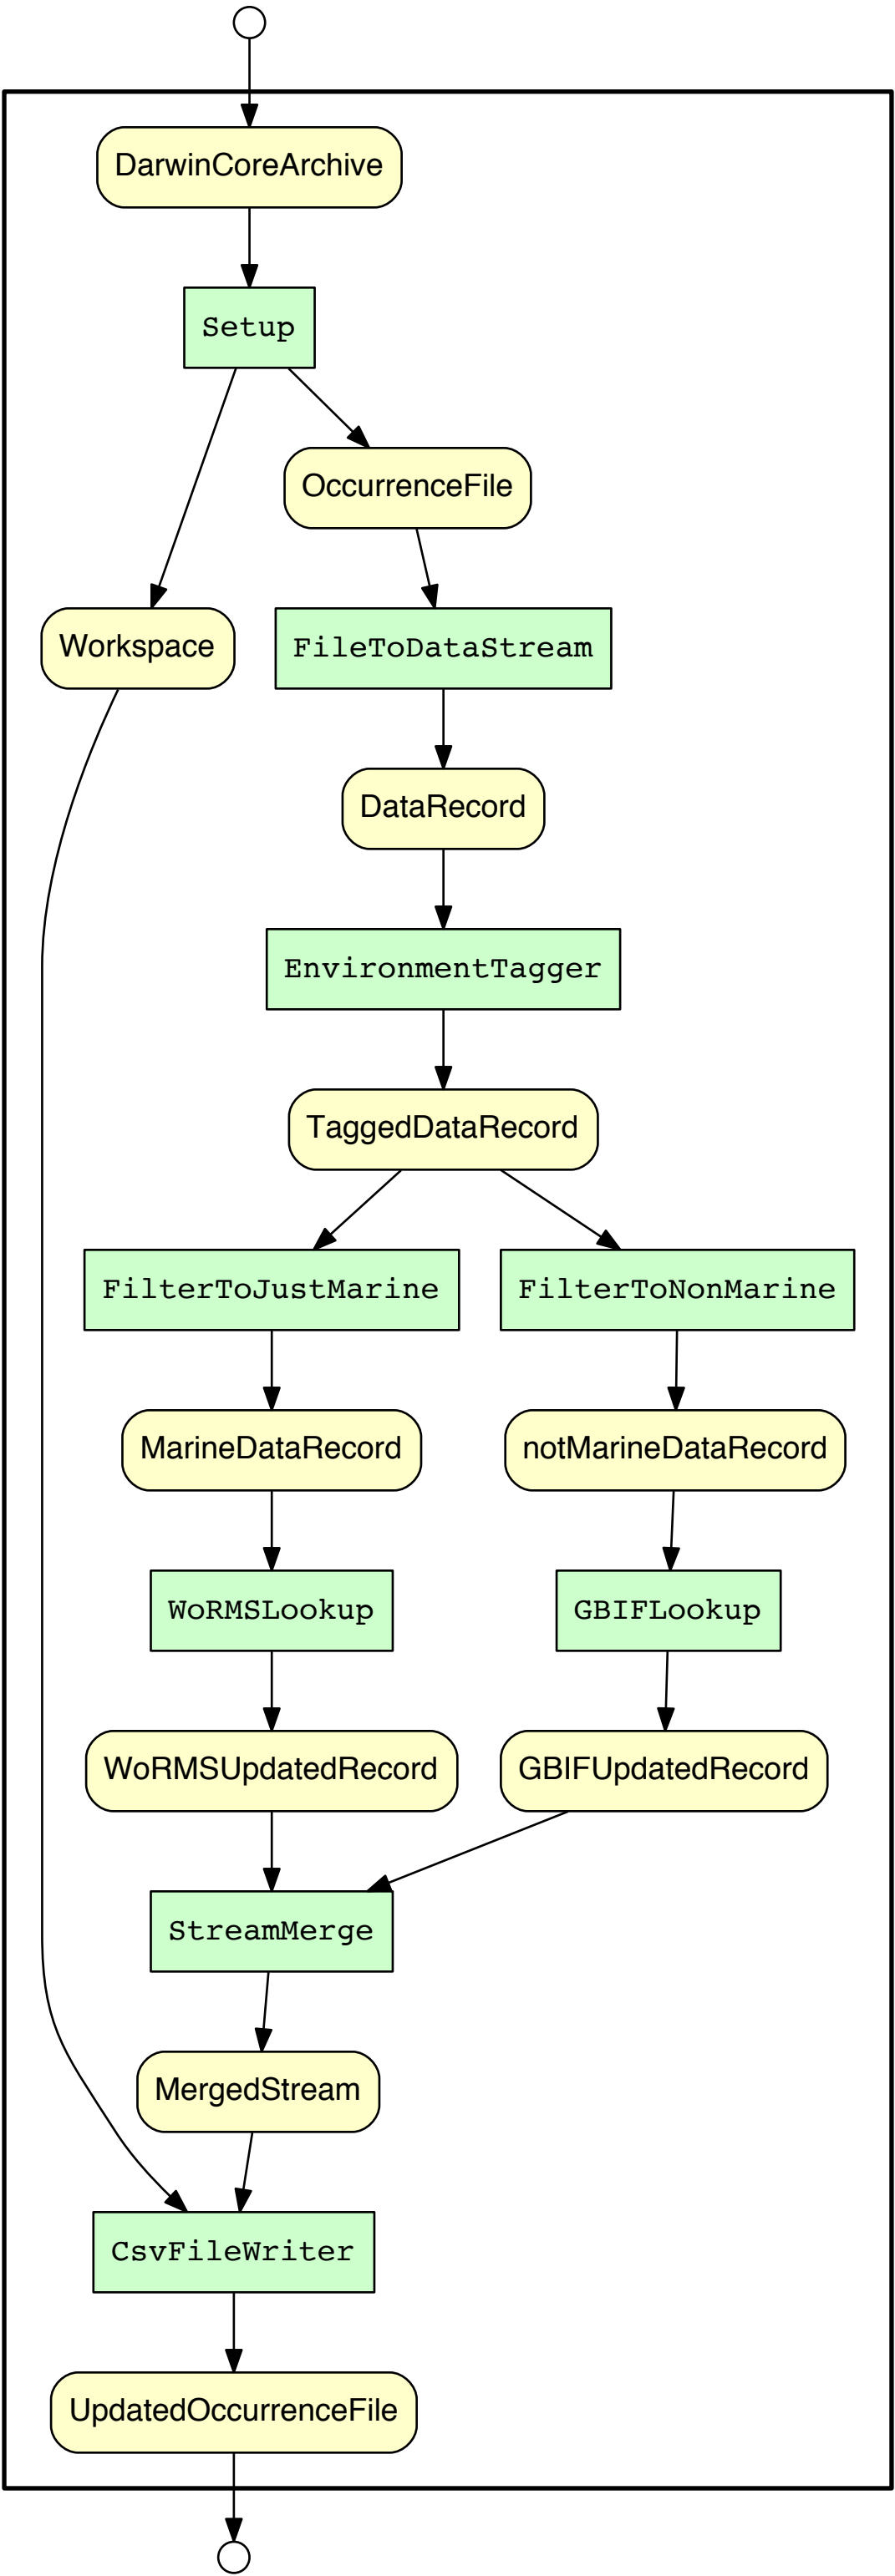 DarwinCoreArchive
Setup
OccurrenceFile
Workspace
FileToDataStream
DataRecord
EnvironmentTagger
TaggedDataRecord
FilterToJustMarine
FilterToNonMarine
MarineDataRecord
notMarineDataRecord
WoRMSLookup
GBIFLookup
WoRMSUpdatedRecord
GBIFUpdatedRecord
StreamMerge
MergedStream
CsvFileWriter
UpdatedOccurrenceFile